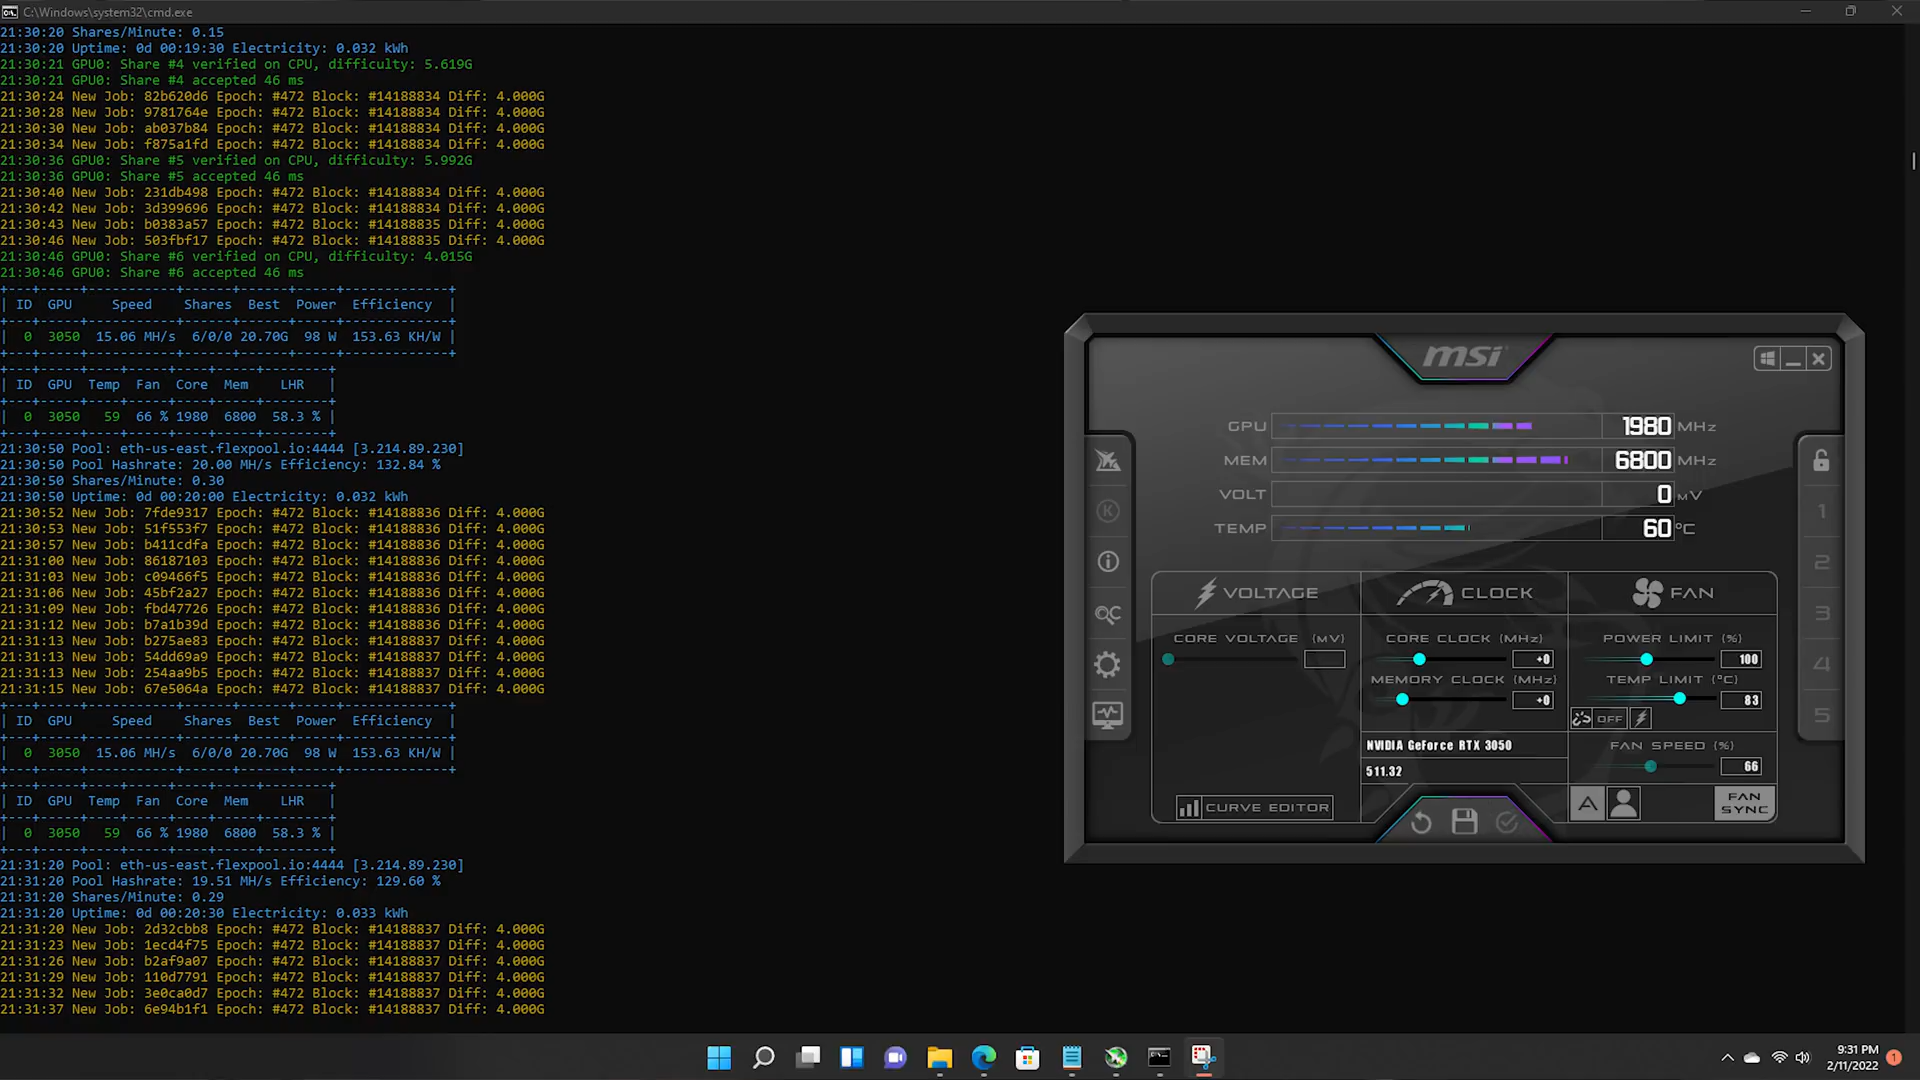 C:\Windows\system32\cmd.exe
21:30:20 Shares/Minute: 0.15
21:30:20 Uptime: 0d 00:19:30 Electricity: 0.032 kWh
21:30:21 GPU0: Share #4 verified on CPU, difficulty: 5.619G
21:30:21 GPU0: Share #4 accepted 46 ms
21:30:24 New Job: 82b620d6 Epoch: #472 Block: #14188834 Diff: 4.000G
21:30:28 New Job: 9781764e Epoch: #472 Block: #14188834 Diff: 4.000G
21:30:30 New Job: ab037b84 Epoch: #472 Block: #14188834 Diff: 4.000G
21:30:34 New Job: f875a1fd Epoch: #472 Block: #14188834 Diff: 4.000G
21:30:36 GPU0: Share #5 verified on CPU, difficulty: 5.992G
21:30:36 GPU0: Share #5 accepted 46 ms
21:30:40 New Job: 231db498 Epoch: #472 Block: #14188834 Diff: 4.000G
21:30:42 New Job: 3d399696 Epoch: #472 Block: #14188834 Diff: 4.000G
21:30:43 New Job: b0383a57 Epoch: #472 Block: #14188835 Diff: 4.000G
21:30:46 New Job: 503fbf17 Epoch: #472 Block: #14188835 Diff: 4.000G
21:30:46 GPU0: Share #6 verified on CPU, difficulty: 4.015G
21:30:46 GPU0: Share #6 accepted 46 ms
| ID GPU Speed Shares Best Power Efficiency |
| 0 3050 15.06 MH/s 6/0/0 20.70G 98 W 153.63 KH/W |
| ID GPU Temp Fan Core Mem LHR |
| 0 3050 59 66 % 1980 6800 58.3 % |
21:30:50 Pool: eth-us-east.flexpool.io:4444 [3.214.89.230]
21:30:50 Pool Hashrate: 20.00 MH/s Efficiency: 132.84 %
21:30:50 Shares/Minute: 0.30
21:30:50 Uptime: 0d 00:20:00 Electricity: 0.032 kWh
21:30:52 New Job: 7fde9317 Epoch: #472 Block: #14188836 Diff: 4.000G
21:30:53 New Job: 51f553f7 Epoch: #472 Block: #14188836 Diff: 4.000G
21:30:57 New Job: b411cdfa Epoch: #472 Block: #14188836 Diff: 4.000G
21:31:00 New Job: 86187103 Epoch: #472 Block: #14188836 Diff: 4.000G
21:31:03 New Job: c09466f5 Epoch: #472 Block: #14188836 Diff: 4.000G
21:31:06 New Job: 45bf2a27 Epoch: #472 Block: #14188836 Diff: 4.000G
21:31:09 New Job: fbd47726 Epoch: #472 Block: #14188836 Diff: 4.000G
21:31:12 New Job: b7a1b39d Epoch: #472 Block: #14188836 Diff: 4.000G
21:31:13 New Job: b275ae83 Epoch: #472 Block: #14188837 Diff: 4.000G
21:31:13 New Job: 54dd69a9 Epoch: #472 Block: #14188837 Diff: 4.000G
21:31:13 New Job: 254aa9b5 Epoch: #472 Block: #14188837 Diff: 4.000G
21:31:15 New Job: 67e5064a Epoch: #472 Block: #14188837 Diff: 4.000G
| ID GPU Speed Shares Best Power Efficiency |
| 0 3050 15.06 MH/s 6/0/0 20.70G 98 W 153.63 KH/W |
| ID GPU Temp Fan Core Mem LHR |
| 0 3050 59 66 % 1980 6800 58.3 % |
21:31:20 Pool: eth-us-east.flexpool.io:4444 [3.214.89.230]
21:31:20 Pool Hashrate: 19.51 MH/s Efficiency: 129.60 %
21:31:20 Shares/Minute: 0.29
21:31:20 Uptime: 0d 00:20:30 Electricity: 0.033 kWh
21:31:20 New Job: 2d32cbb8 Epoch: #472 Block: #14188837 Diff: 4.000G
21:31:23 New Job: 1ecd4f75 Epoch: #472 Block: #14188837 Diff: 4.000G
21:31:26 New Job: b2af9a07 Epoch: #472 Block: #14188837 Diff: 4.000G
21:31:29 New Job: 110d7791 Epoch: #472 Block: #14188837 Diff: 4.000G
21:31:32 New Job: 3e0ca0d7 Epoch: #472 Block: #14188837 Diff: 4.000G
21:31:37 New Job: 6e94b1f1 Epoch: #472 Block: #14188837 Diff: 4.000G
msi
GPU 1980 MHz
MEM 6800 MHz
VOLT 0 mV
TEMP 60 °C
K
OC
1
2
3
4
5
VOLTAGE
CORE VOLTAGE (MV)
CURVE EDITOR
CLOCK
CORE CLOCK (MHz)
+0
MEMORY CLOCK (MHz)
+0
NVIDIA GeForce RTX 3050
511.32
FAN
POWER LIMIT (%)
100
TEMP LIMIT (°C)
83
OFF
FAN SPEED (%)
66
A
FAN
SYNC
9:31 PM
2/11/2022
1